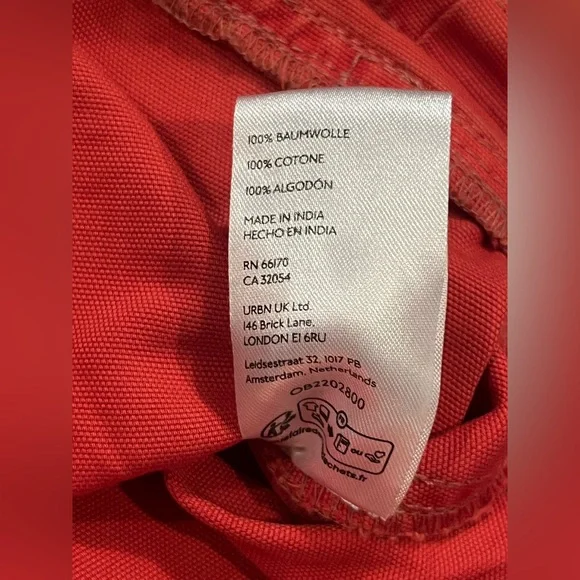 100% BAUMWOLLE
100% COTONE
100% ALGODÓN
MADE IN INDIA
HECHO EN INDIA
RN 66170
CA 32054
URBN UK Ltd.
146 Brick Lane,
LONDON E1 6RU
Leidsestraat 32, 1017 PB
Amsterdam, Netherlands
OB2202800
OU